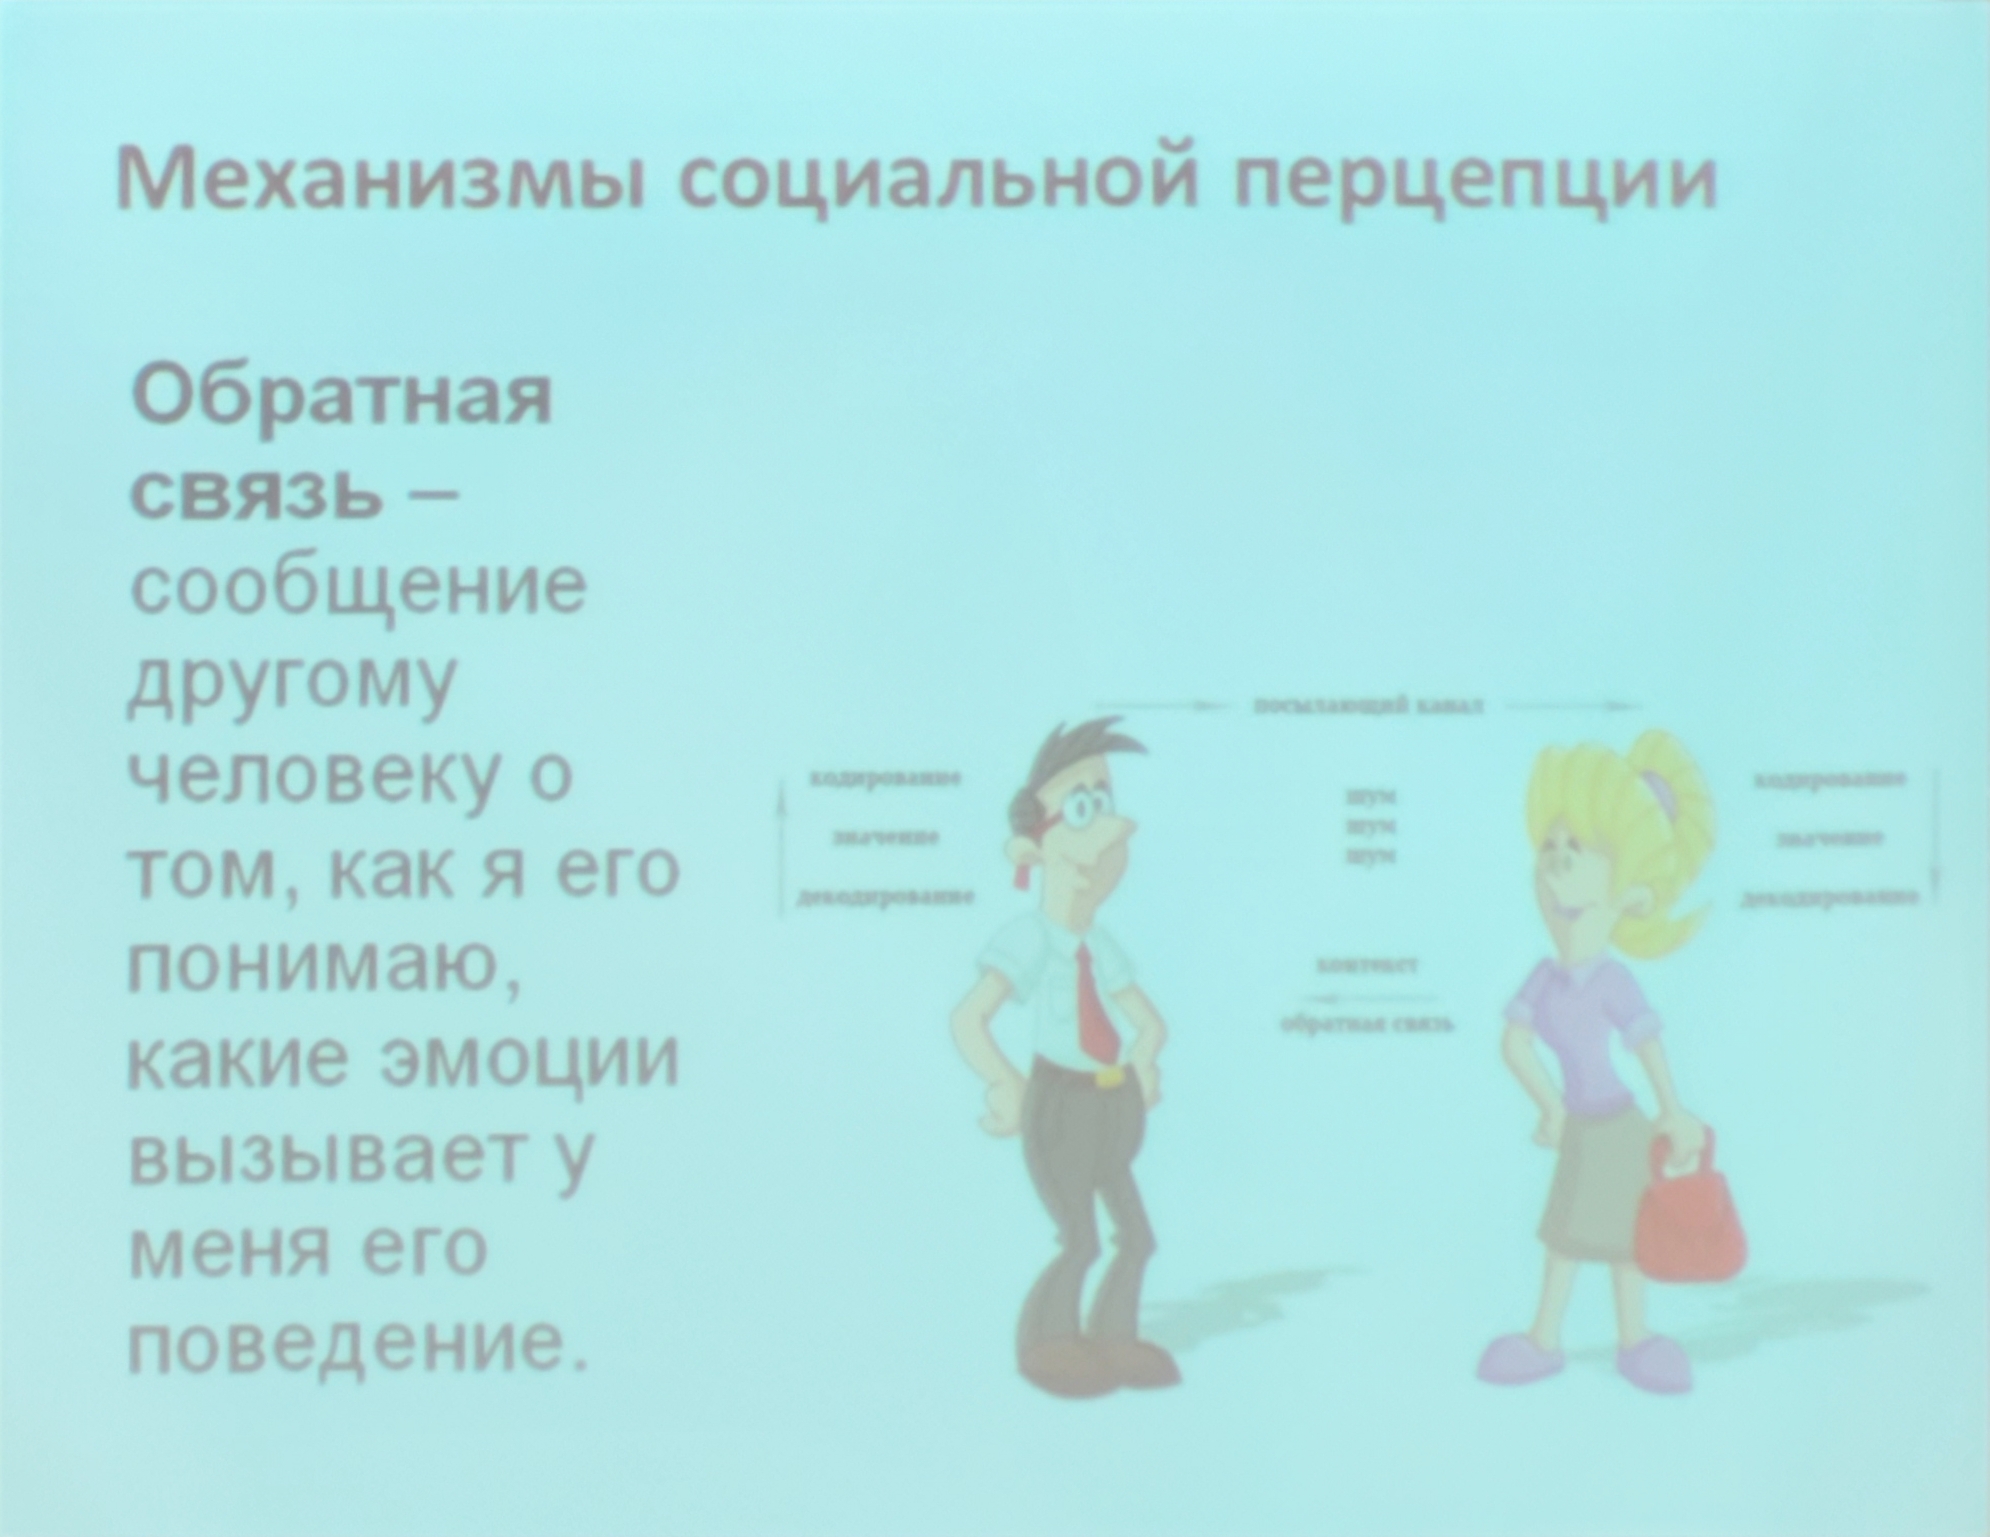 Механизмы социальной перцепции
Обратная
связь –
сообщение
другому
человеку о
том, как я его
понимаю,
какие эмоции
вызывает у
меня его
поведение.
посылающий канал
кодирование
значение
декодирование
шум
шум
шум
контекст
обратная связь
кодирование
значение
декодирование